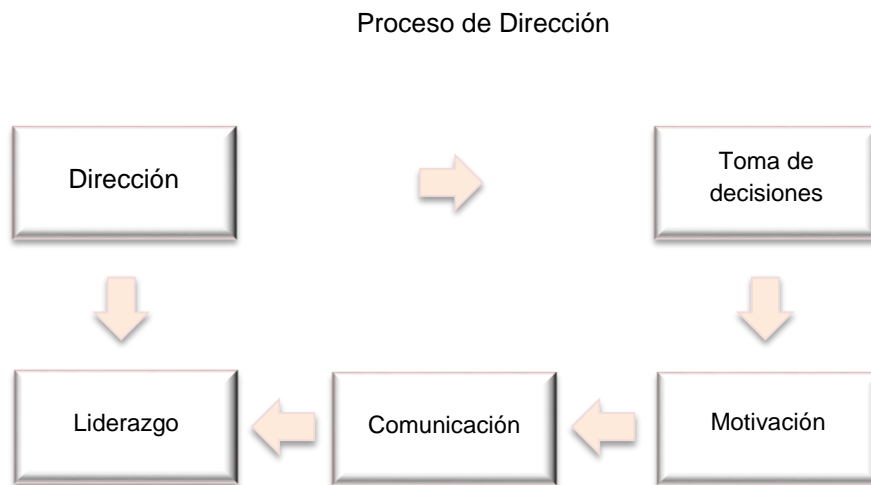 Proceso de Dirección
Dirección
Toma de
decisiones
Liderazgo
Comunicación
Motivación